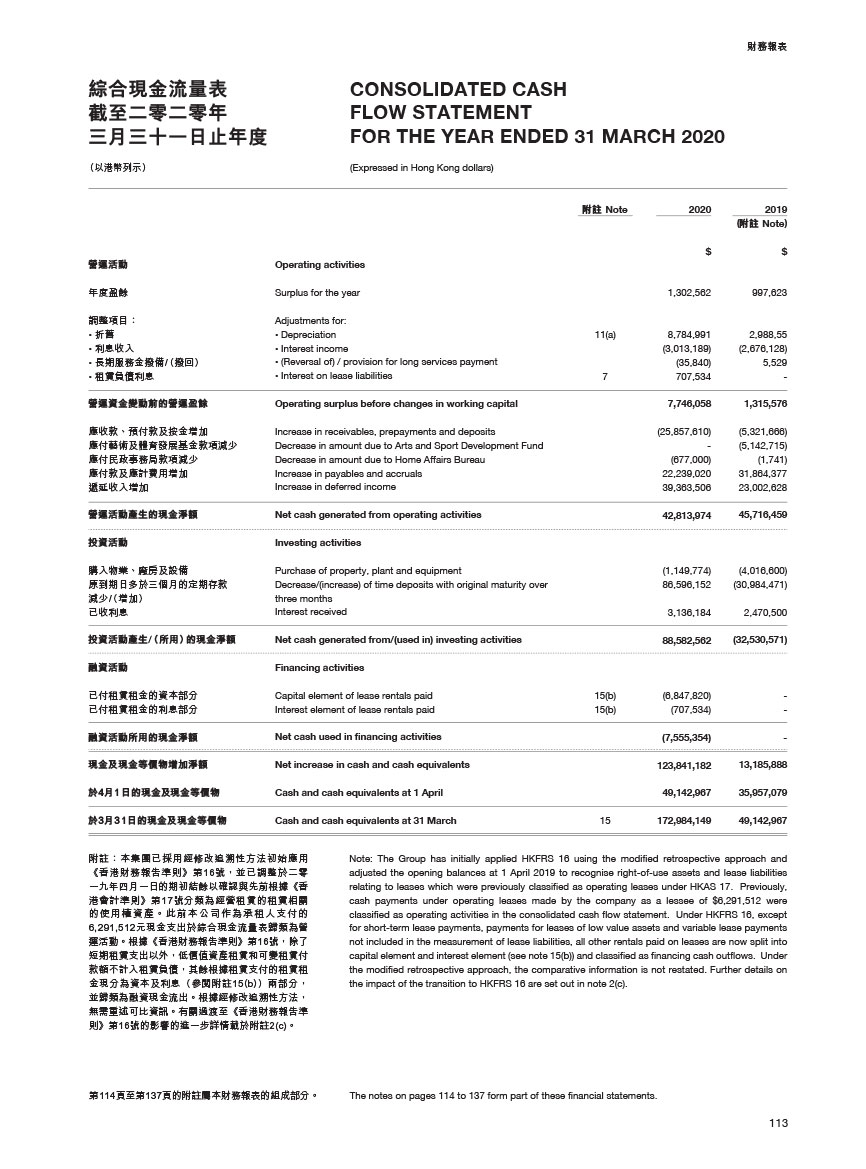 財務報表
綜合現金流量表
截至二零二零年
三月三十一日止年度
CONSOLIDATED CASH
FLOW STATEMENT
FOR THE YEAR ENDED 31 MARCH 2020
（以港幣列示）
(Expressed in Hong Kong dollars)
附註 Note 2020 2019
(附註 Note)
$ $
營運活動 Operating activities
年度盈餘 Surplus for the year 1,302,562 997,623
調整項目： Adjustments for:
• 折舊 • Depreciation 11(a) 8,784,991 2,988,55
• 利息收入 • Interest income (3,013,189) (2,676,128)
• 長期服務金撥備/（撥回） • (Reversal of) / provision for long services payment (35,840) 5,529
• 租賃負債利息 • Interest on lease liabilities 7 707,534 -
營運資金變動前的營運盈餘 Operating surplus before changes in working capital 7,746,058 1,315,576
應收款、預付款及按金增加 Increase in receivables, prepayments and deposits (25,857,610) (5,321,666)
應付藝術及體育發展基金款項減少 Decrease in amount due to Arts and Sport Development Fund - (5,142,715)
應付民政事務局款項減少 Decrease in amount due to Home Affairs Bureau (677,000) (1,741)
應付款及應計費用增加 Increase in payables and accruals 22,239,020 31,864,377
遞延收入增加 Increase in deferred income 39,363,506 23,002,628
營運活動產生的現金淨額 Net cash generated from operating activities 42,813,974 45,716,459
投資活動 Investing activities
購入物業、廠房及設備 Purchase of property, plant and equipment (1,149,774) (4,016,600)
原到期日多於三個月的定期存款 Decrease/(increase) of time deposits with original maturity over 86,596,152 (30,984,471)
減少/（增加） three months
已收利息 Interest received 3,136,184 2,470,500
投資活動產生/（所用）的現金淨額 Net cash generated from/(used in) investing activities 88,582,562 (32,530,571)
融資活動 Financing activities
已付租賃租金的資本部分 Capital element of lease rentals paid 15(b) (6,847,820) -
已付租賃租金的利息部分 Interest element of lease rentals paid 15(b) (707,534) -
融資活動所用的現金淨額 Net cash used in financing activities (7,555,354) -
現金及現金等價物增加淨額 Net increase in cash and cash equivalents 123,841,182 13,185,888
於4月1日的現金及現金等價物 Cash and cash equivalents at 1 April 49,142,967 35,957,079
於3月31日的現金及現金等價物 Cash and cash equivalents at 31 March 15 172,984,149 49,142,967
附註：本集團已採用經修改追溯性方法初始應用
《香港財務報告準則》第16號，並已調整於二零
一九年四月一日的期初結餘以確認與先前根據《香
港會計準則》第17號分類為經營租賃的租賃相關
的使用權資產。此前本公司作為承租人支付的
6,291,512元現金支出於綜合現金流量表歸類為營
運活動。根據《香港財務報告準則》第16號，除了
短期租賃支出以外，低價值資產租賃和可變租賃付
款額不計入租賃負債，其餘根據租賃支付的租賃租
金現分為資本及利息（參閱附註15(b)）兩部分，
並歸類為融資現金流出。根據經修改追溯性方法，
無需重述可比資訊。有關過渡至《香港財務報告準
則》第16號的影響的進一步詳情載於附註2(c)。
Note: The Group has initially applied HKFRS 16 using the modified retrospective approach and
adjusted the opening balances at 1 April 2019 to recognise right-of-use assets and lease liabilities
relating to leases which were previously classified as operating leases under HKAS 17. Previously,
cash payments under operating leases made by the company as a lessee of $6,291,512 were
classified as operating activities in the consolidated cash flow statement. Under HKFRS 16, except
for short-term lease payments, payments for leases of low value assets and variable lease payments
not included in the measurement of lease liabilities, all other rentals paid on leases are now split into
capital element and interest element (see note 15(b)) and classified as financing cash outflows. Under
the modified retrospective approach, the comparative information is not restated. Further details on
the impact of the transition to HKFRS 16 are set out in note 2(c).
第114頁至第137頁的附註屬本財務報表的組成部分。
The notes on pages 114 to 137 form part of these financial statements.
113